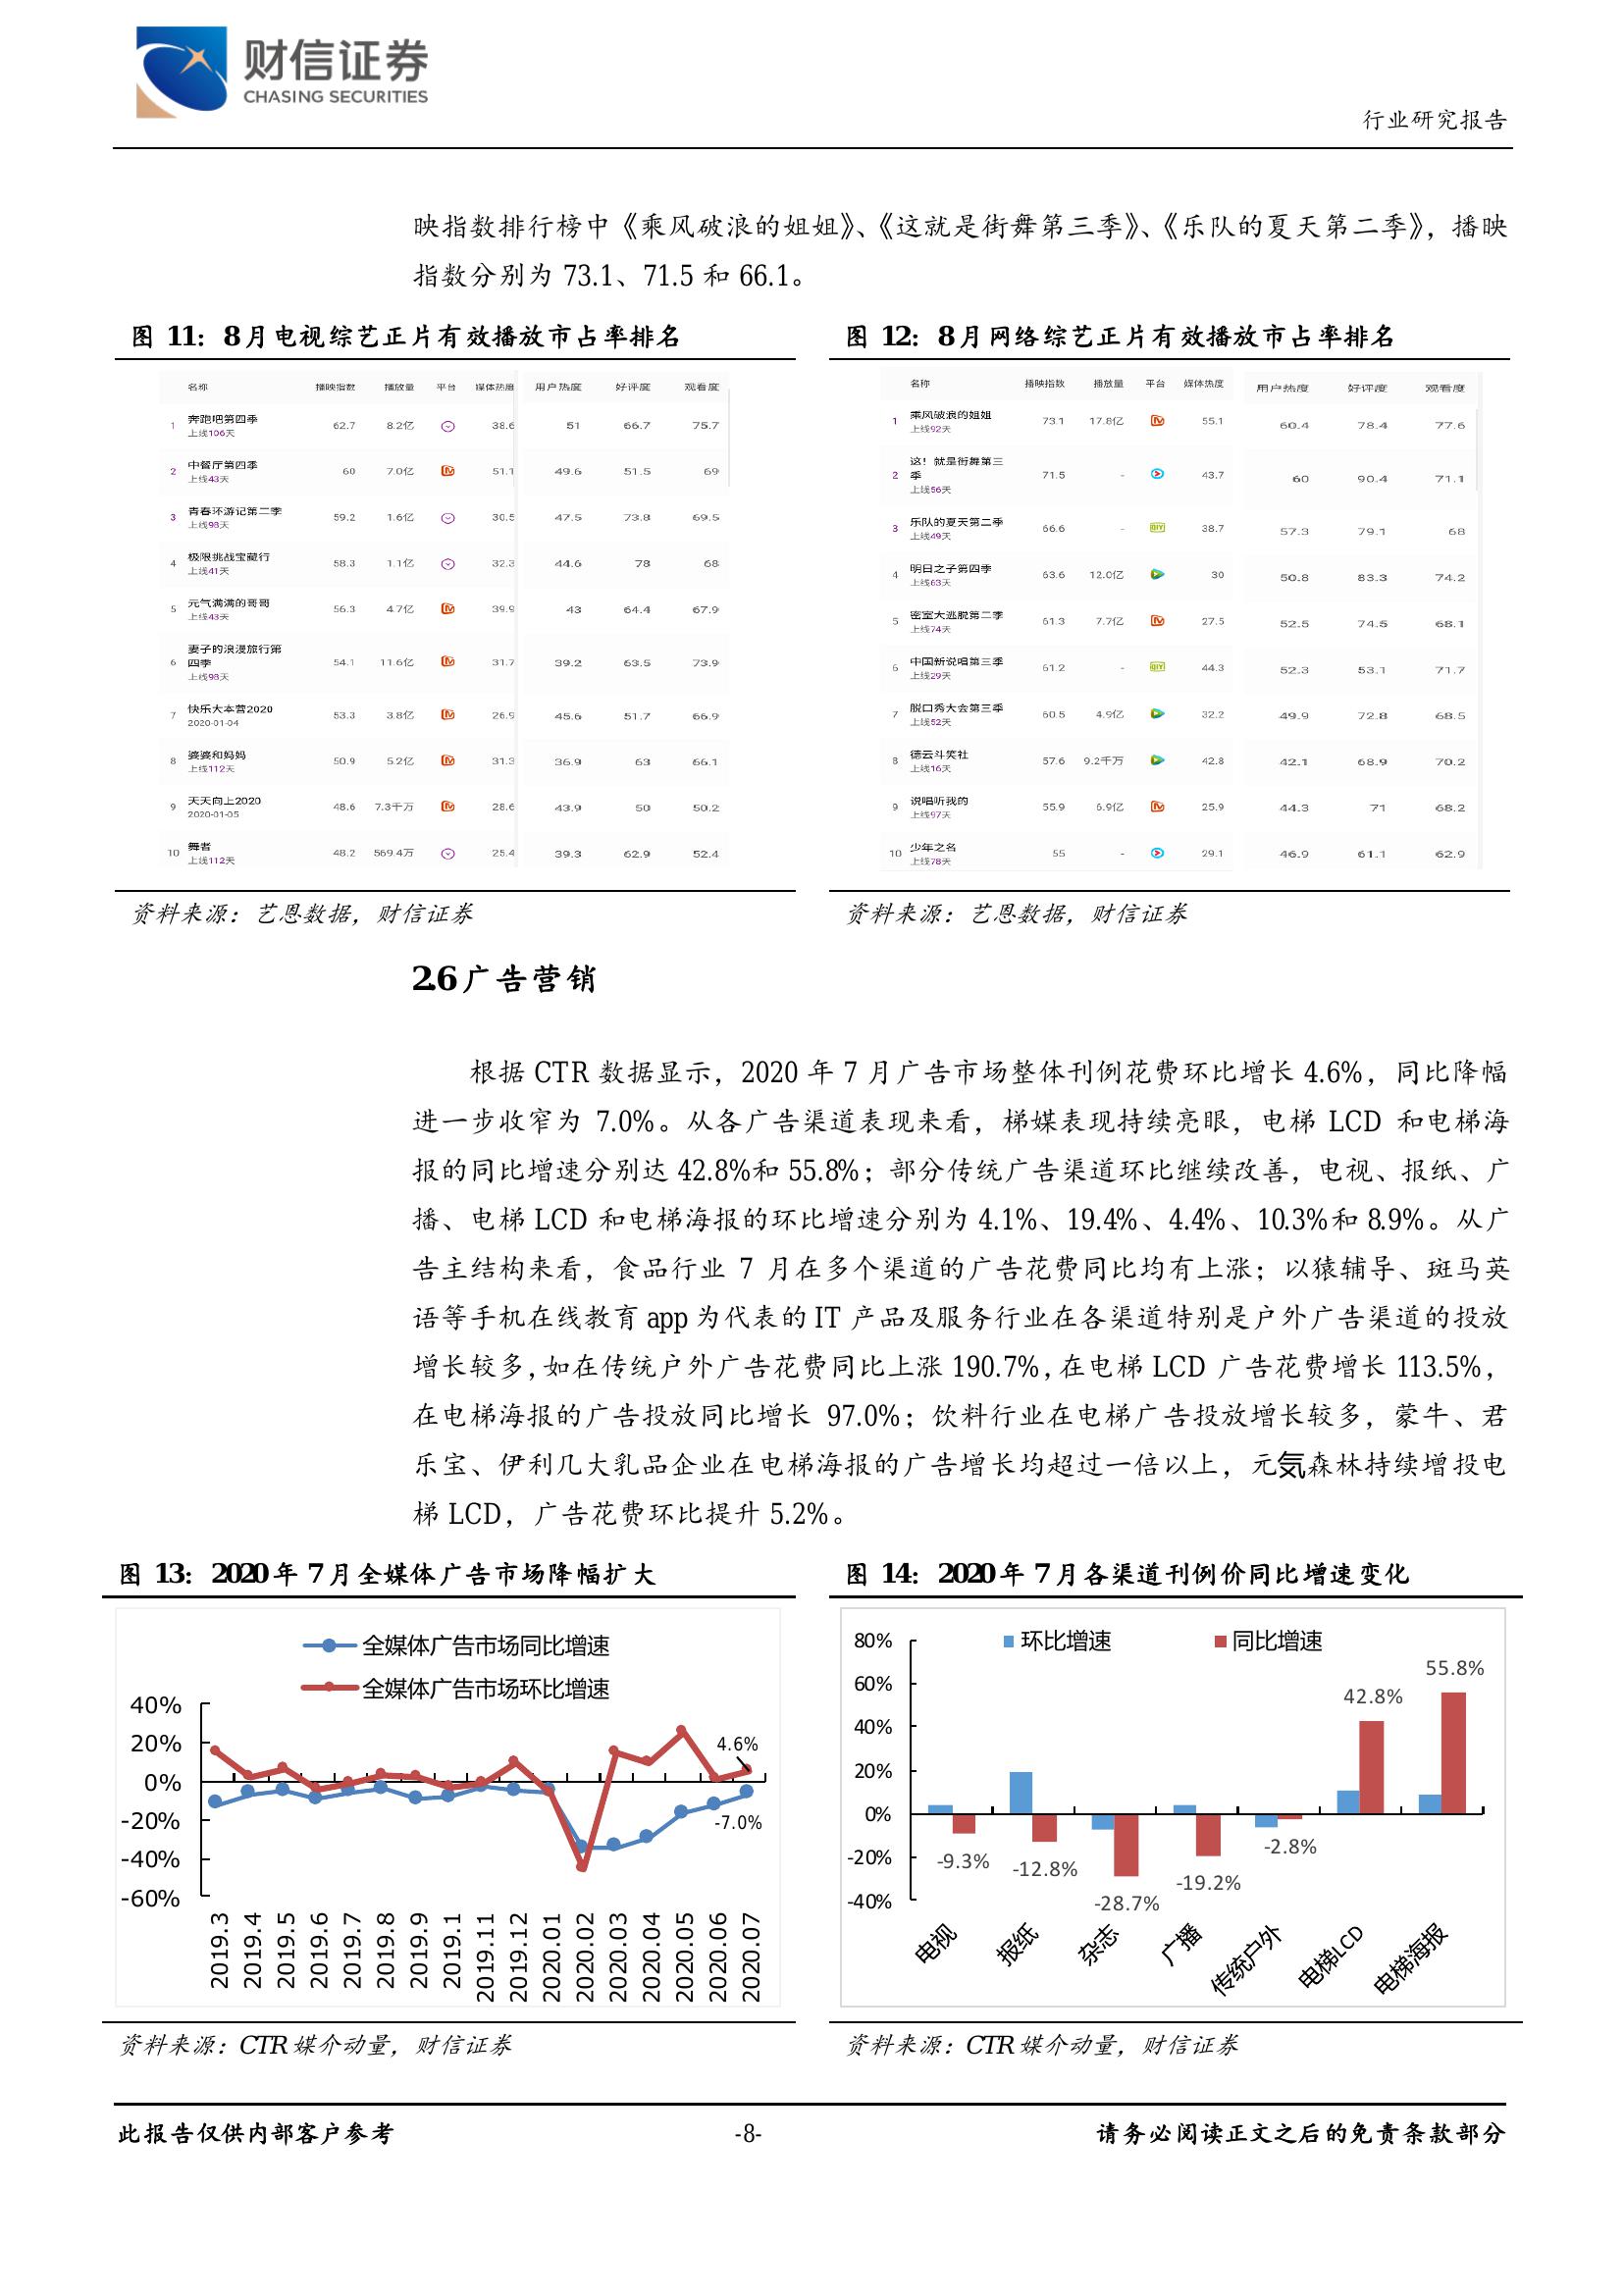 财信证券
CHASING SECURITIES
行业研究报告
映指数排行榜中《乘风破浪的姐姐》、《这就是街舞第三季》、《乐队的夏天第二季》，播映
指数分别为 73.1、71.5 和 66.1。
图 11：8 月电视综艺正片有效播放市占率排名
名称 播映指数 播放量 平台 媒体热度 用户热度 好评度 观看度
1 奔跑吧第四季 62.7 8.2亿 38.6 51 66.7 75.7
上线106天
2 中餐厅第四季 60 7.0亿 51.1 49.6 51.5 69
上线43天
3 青春环游记第二季 59.2 1.6亿 30.5 47.5 73.8 69.5
上线98天
4 极限挑战宝藏行 58.3 1.1亿 32.3 44.6 78 68
上线41天
5 元气满满的哥哥 56.3 4.7亿 39.9 43 64.4 67.9
上线43天
6 妻子的浪漫旅行第
四季 54.1 11.6亿 31.7 39.2 63.5 73.9
上线98天
7 快乐大本营2020 53.3 3.8亿 26.9 45.6 51.7 66.9
2020-01-04
8 婆婆和妈妈 50.9 5.2亿 31.3 36.9 63 66.1
上线112天
9 天天向上2020 48.6 7.3千万 28.6 43.9 50 50.2
2020-01-05
10 舞者 48.2 569.4万 25.4 39.3 62.9 52.4
上线112天
资料来源：艺恩数据，财信证券
图 12：8 月网络综艺正片有效播放市占率排名
名称 播映指数 播放量 平台 媒体热度 用户热度 好评度 观看度
1 乘风破浪的姐姐 73.1 17.8亿 55.1 60.4 78.4 77.6
上线92天
2 这！就是街舞第三
季 71.5 - 43.7 60 90.4 71.1
上线56天
3 乐队的夏天第二季 66.6 - QIY 38.7 57.3 79.1 68
上线49天
4 明日之子第四季 63.6 12.0亿 30 50.8 83.3 74.2
上线63天
5 密室大逃脱第二季 61.3 7.7亿 27.5 52.5 74.5 68.1
上线74天
6 中国新说唱第三季 61.2 - QIY 44.3 52.3 53.1 71.7
上线29天
7 脱口秀大会第三季 60.5 4.9亿 32.2 49.9 72.8 68.5
上线52天
8 德云斗笑社 57.6 9.2千万 42.8 42.1 68.9 70.2
上线16天
9 说唱听我的 55.9 6.9亿 25.9 44.3 71 68.2
上线97天
10 少年之名 55 - 29.1 46.9 61.1 62.9
上线78天
资料来源：艺恩数据，财信证券
2.6 广告营销
根据 CTR 数据显示，2020 年 7 月广告市场整体刊例花费环比增长 4.6%，同比降幅
进一步收窄为 7.0%。从各广告渠道表现来看，梯媒表现持续亮眼，电梯 LCD 和电梯海
报的同比增速分别达 42.8%和 55.8%；部分传统广告渠道环比继续改善，电视、报纸、广
播、电梯 LCD 和电梯海报的环比增速分别为 4.1%、19.4%、4.4%、10.3%和 8.9%。从广
告主结构来看，食品行业 7 月在多个渠道的广告花费同比均有上涨；以猿辅导、斑马英
语等手机在线教育 app 为代表的 IT 产品及服务行业在各渠道特别是户外广告渠道的投放
增长较多，如在传统户外广告花费同比上涨 190.7%，在电梯 LCD 广告花费增长 113.5%，
在电梯海报的广告投放同比增长 97.0%；饮料行业在电梯广告投放增长较多，蒙牛、君
乐宝、伊利几大乳品企业在电梯海报的广告增长均超过一倍以上，元気森林持续增投电
梯 LCD，广告花费环比提升 5.2%。
图 13：2020 年 7 月全媒体广告市场降幅扩大
全媒体广告市场同比增速
全媒体广告市场环比增速
40%
20%
0%
-20%
-40%
-60%
4.6%
-7.0%
2019.3 2019.4 2019.5 2019.6 2019.7 2019.8 2019.9 2019.1 2019.11 2019.12 2020.01 2020.02 2020.03 2020.04 2020.05 2020.06 2020.07
资料来源：CTR 媒介动量，财信证券
图 14：2020 年 7 月各渠道刊例价同比增速变化
环比增速 同比增速
80%
60%
40%
20%
0%
-20%
-40%
-9.3% -12.8% -28.7% -19.2% -2.8% 42.8% 55.8%
电视 报纸 杂志 广播 传统户外 电梯LCD 电梯海报
资料来源：CTR 媒介动量，财信证券
此报告仅供内部客户参考 -8- 请务必阅读正文之后的免责条款部分